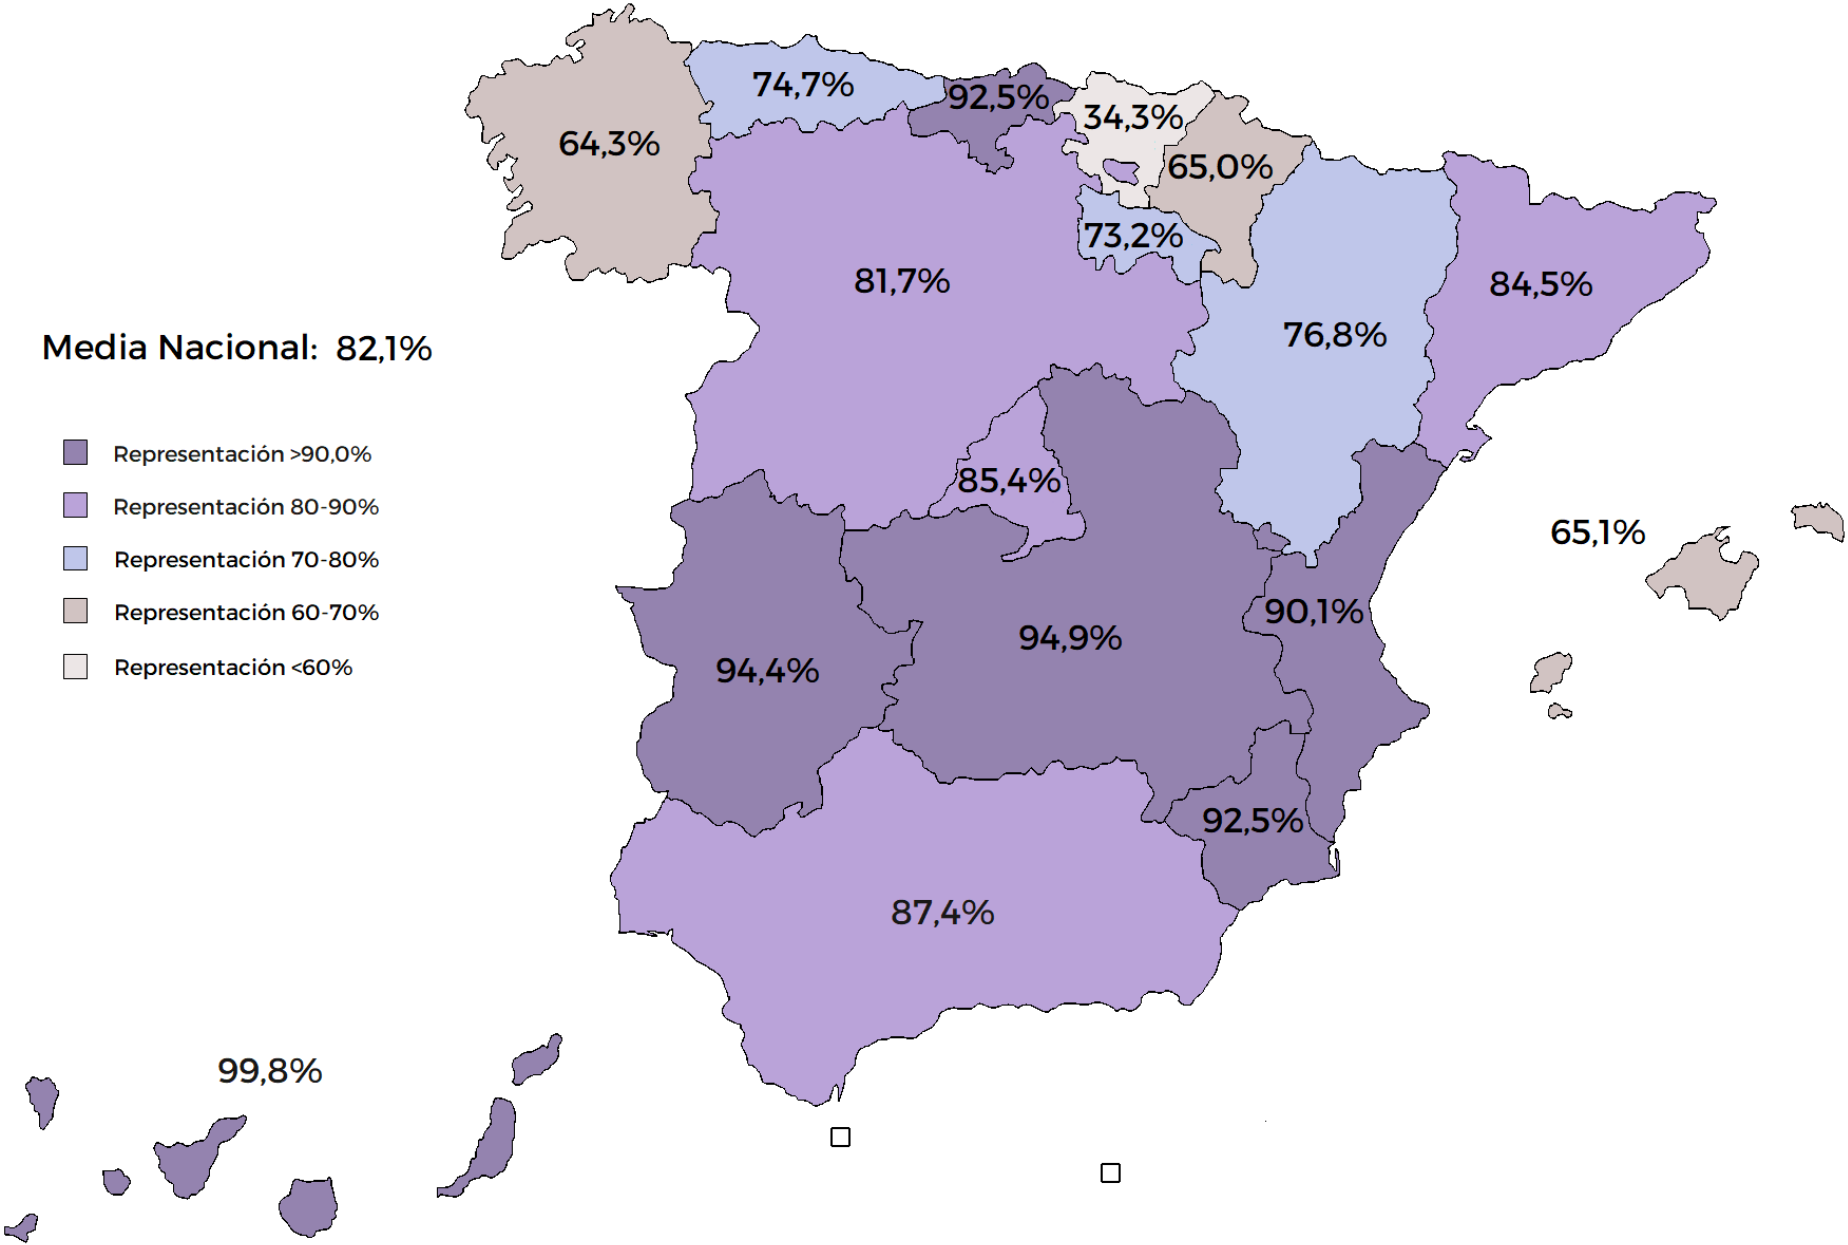 74,7%
92,5%
34,3%
64,3%
65,0%
73,2%
81,7%
84,5%
76,8%
Media Nacional: 82,1%
Representación >90,0%
Representación 80-90%
Representación 70-80%
Representación 60-70%
Representación <60%
85,4%
65,1%
90,1%
94,9%
94,4%
92,5%
87,4%
99,8%